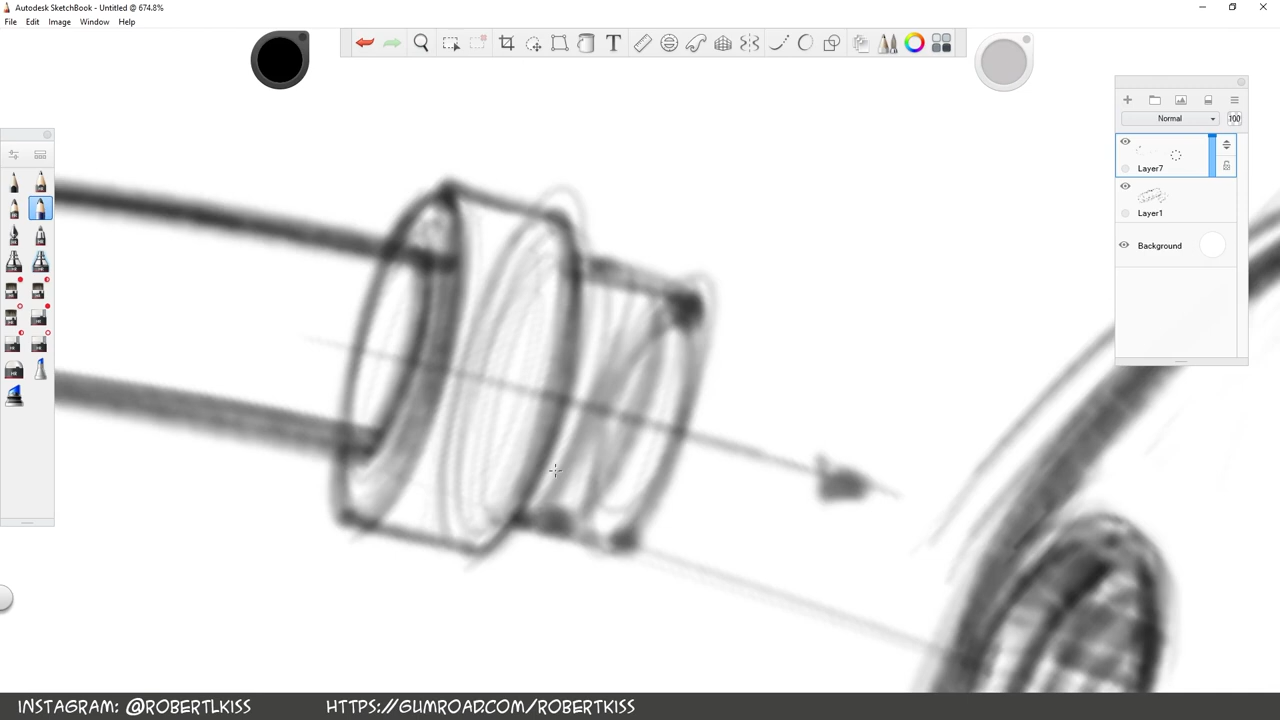 Autodesk SketchBook - Untitled @ 674.8%
File Edit Image Window Help
Normal
100
Layer7
Layer1
Background
INSTAGRAM: @ROBERTLKISS HTTPS://GUMROAD.COM/ROBERTKISS